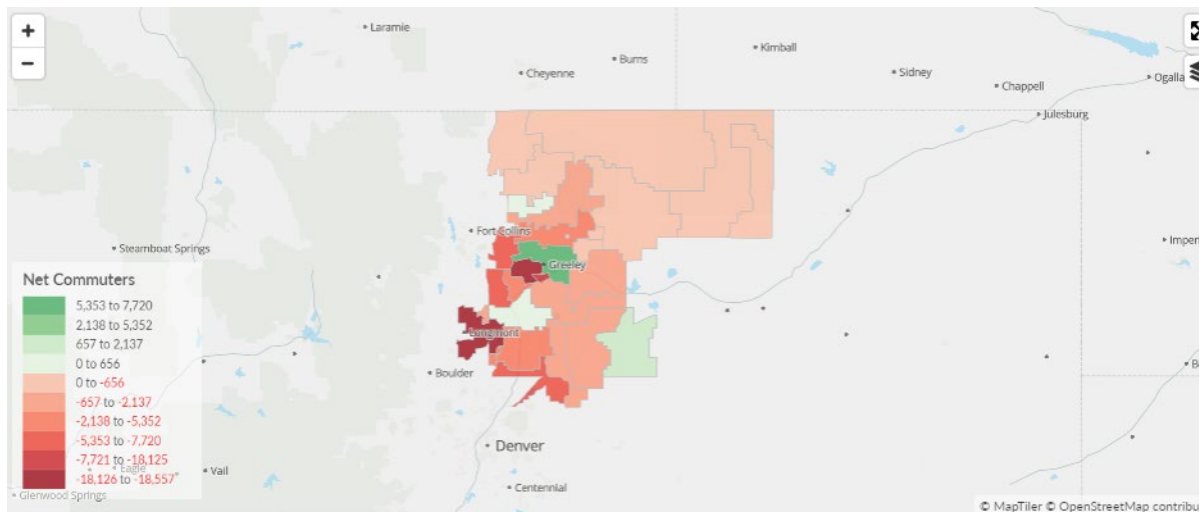 +
−
Laramie
Cheyenne
Burns
Kimball
Sidney
Chappell
Ogalla
Julesburg
Fort Collins
Steamboat Springs
Imper
Greeley
Longmont
Boulder
Denver
Centennial
Eagle
Vail
Glenwood Springs
Net Commuters
5,353 to 7,720
2,138 to 5,352
657 to 2,137
0 to 656
0 to -656
-657 to -2,137
-2,138 to -5,352
-5,353 to -7,720
-7,721 to -18,125
-18,126 to -18,557
© MapTiler © OpenStreetMap contribu